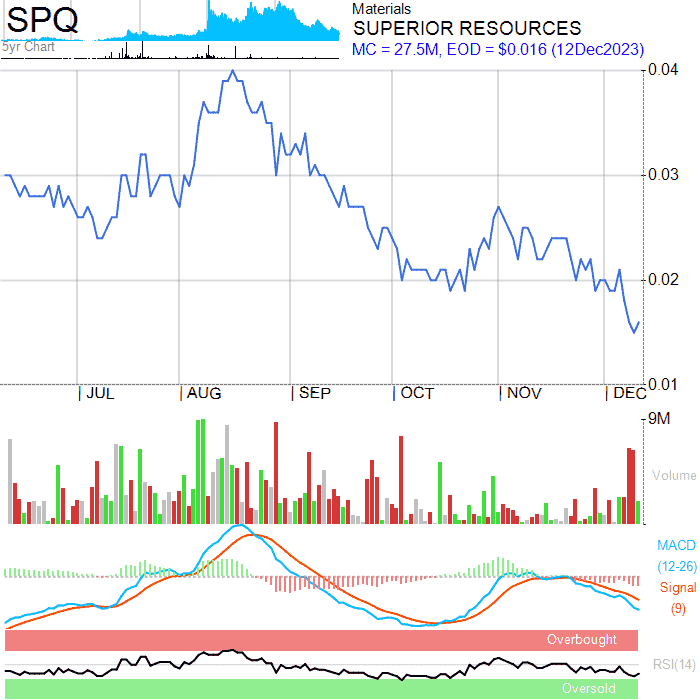 SPQ
5yr Chart
Materials
SUPERIOR RESOURCES
MC = 27.5M, EOD = $0.016 (12Dec2023)
0.04
0.03
0.02
0.01
| JUL | AUG | SEP | OCT | NOV | DEC
9M
Volume
MACD
(12-26)
Signal
(9)
Overbought
RSI(14)
Oversold